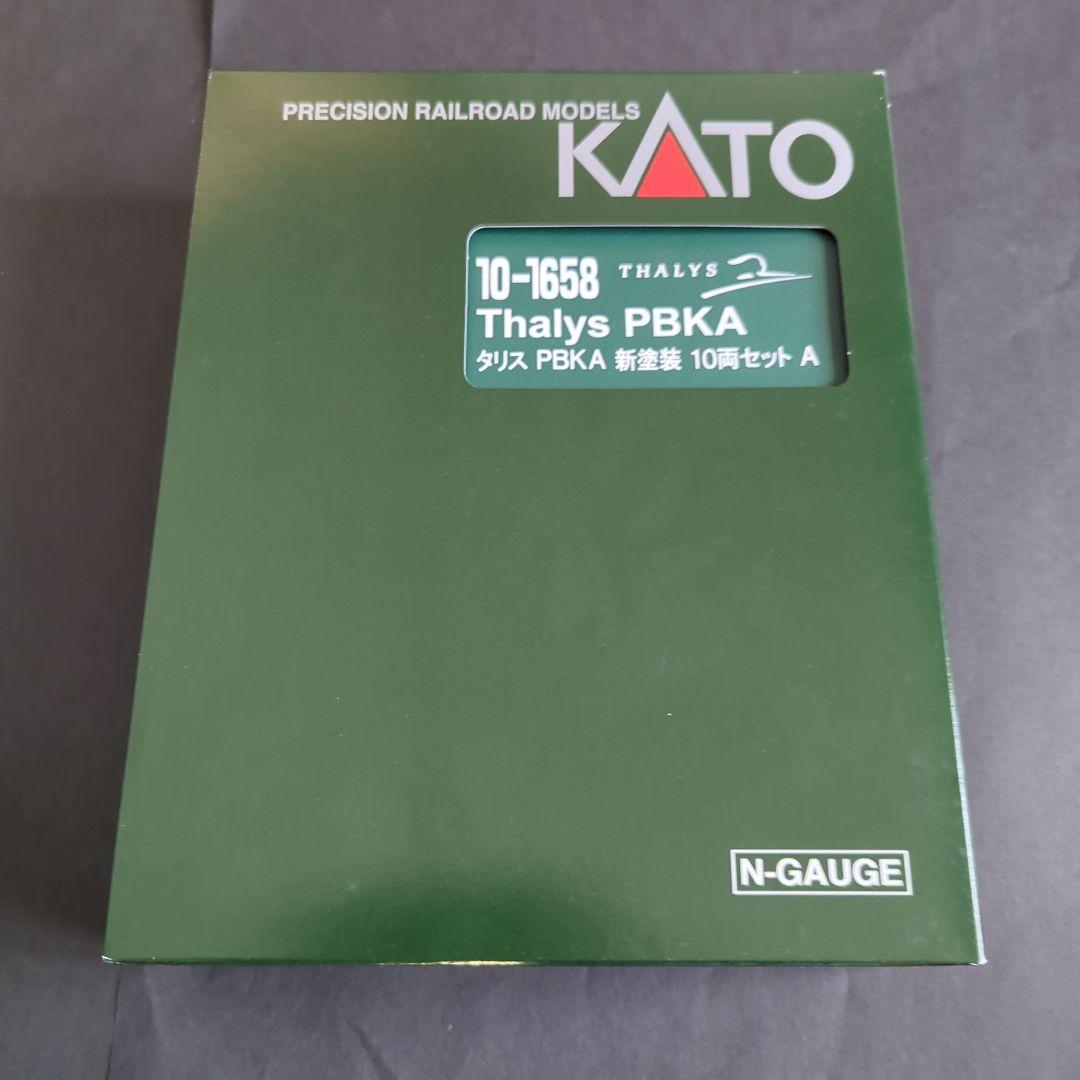 PRECISION RAILROAD MODELS
KATO
10-1658 THALYS
Thalys PBKA
タリス PBKA 新塗装 10両セット A
N-GAUGE